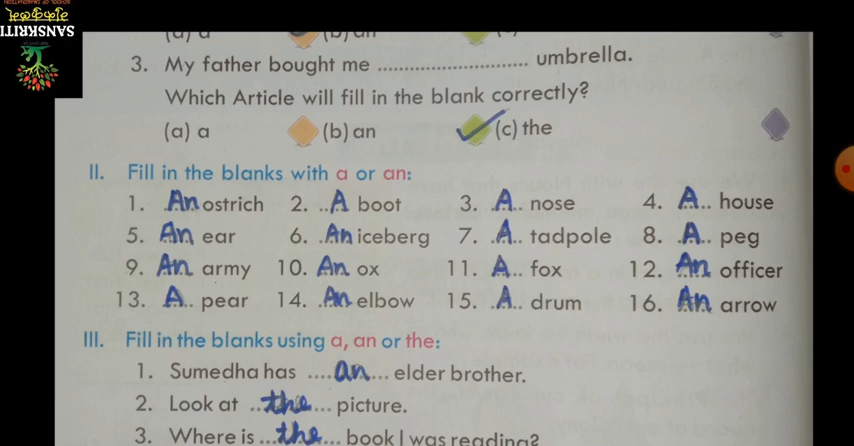 SANSKRITI
(a) a (b) an
3. My father bought me ............................ umbrella.
Which Article will fill in the blank correctly?
(a) a (b) an (c) the
II. Fill in the blanks with a or an:
1. An ostrich 2. A boot 3. A nose 4. A house
5. An ear 6. An iceberg 7. A tadpole 8. A peg
9. An army 10. An ox 11. A fox 12. An officer
13. A pear 14. An elbow 15. A drum 16. An arrow
III. Fill in the blanks using a, an or the:
1. Sumedha has ....an.... elder brother.
2. Look at ...the... picture.
3. Where is ...the... book I was reading?